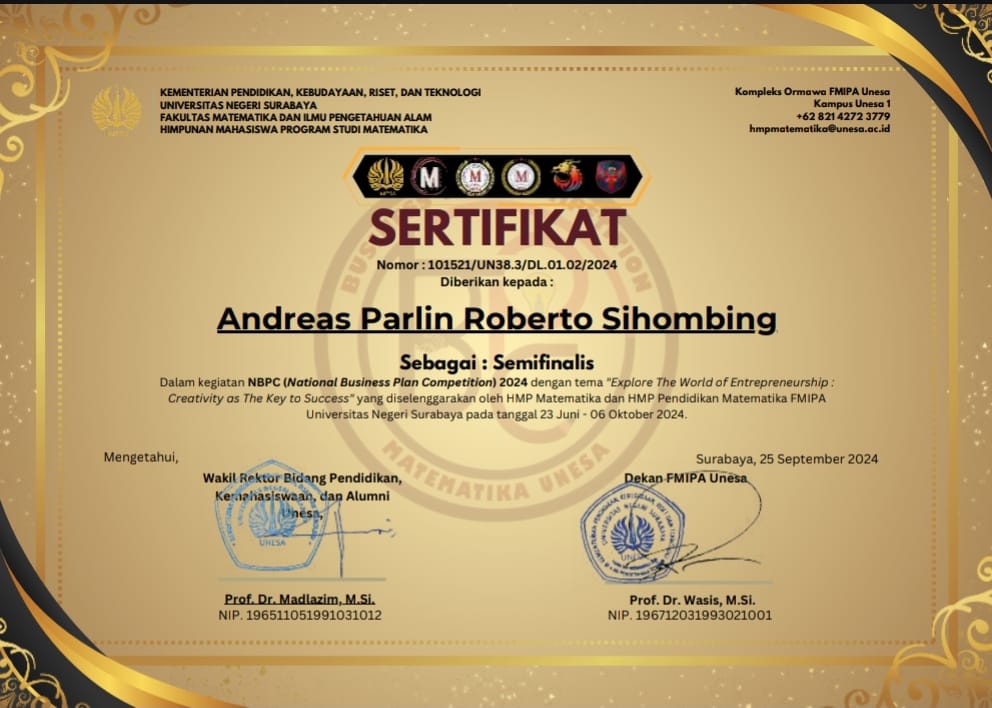 KEMENTERIAN PENDIDIKAN, KEBUDAYAAN, RISET, DAN TEKNOLOGI
UNIVERSITAS NEGERI SURABAYA
FAKULTAS MATEMATIKA DAN ILMU PENGETAHUAN ALAM
HIMPUNAN MAHASISWA PROGRAM STUDI MATEMATIKA
Kompleks Ormawa FMIPA Unesa
Kampus Unesa 1
+62 821 4272 3779
hmpmatematika@unesa.ac.id
SERTIFIKAT
Nomor : 101521/UN38.3/DL.01.02/2024
Diberikan kepada :
Andreas Parlin Roberto Sihombing
Sebagai : Semifinalis
Dalam kegiatan NBPC (National Business Plan Competition) 2024 dengan tema "Explore The World of Entrepreneurship :
Creativity as The Key to Success" yang diselenggarakan oleh HMP Matematika dan HMP Pendidikan Matematika FMIPA
Universitas Negeri Surabaya pada tanggal 23 Juni - 06 Oktober 2024.
MATEMATIKA UNESA
Mengetahui,
Wakil Rektor Bidang Pendidikan,
Kemahasiswaan, dan Alumni
Unesa,
UNESA
Prof. Dr. Madlazim, M.Si.
NIP. 196511051991031012
Surabaya, 25 September 2024
Dekan FMIPA Unesa
Prof. Dr. Wasis, M.Si.
NIP. 196712031993021001